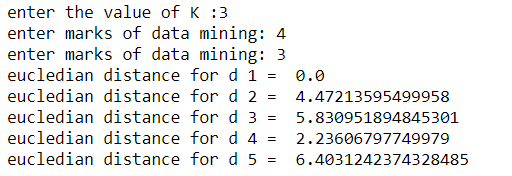 enter the value of K :3
enter marks of data mining: 4
enter marks of data mining: 3
eucledian distance for d 1 =  0.0
eucledian distance for d 2 =  4.47213595499958
eucledian distance for d 3 =  5.830951894845301
eucledian distance for d 4 =  2.23606797749979
eucledian distance for d 5 =  6.4031242374328485